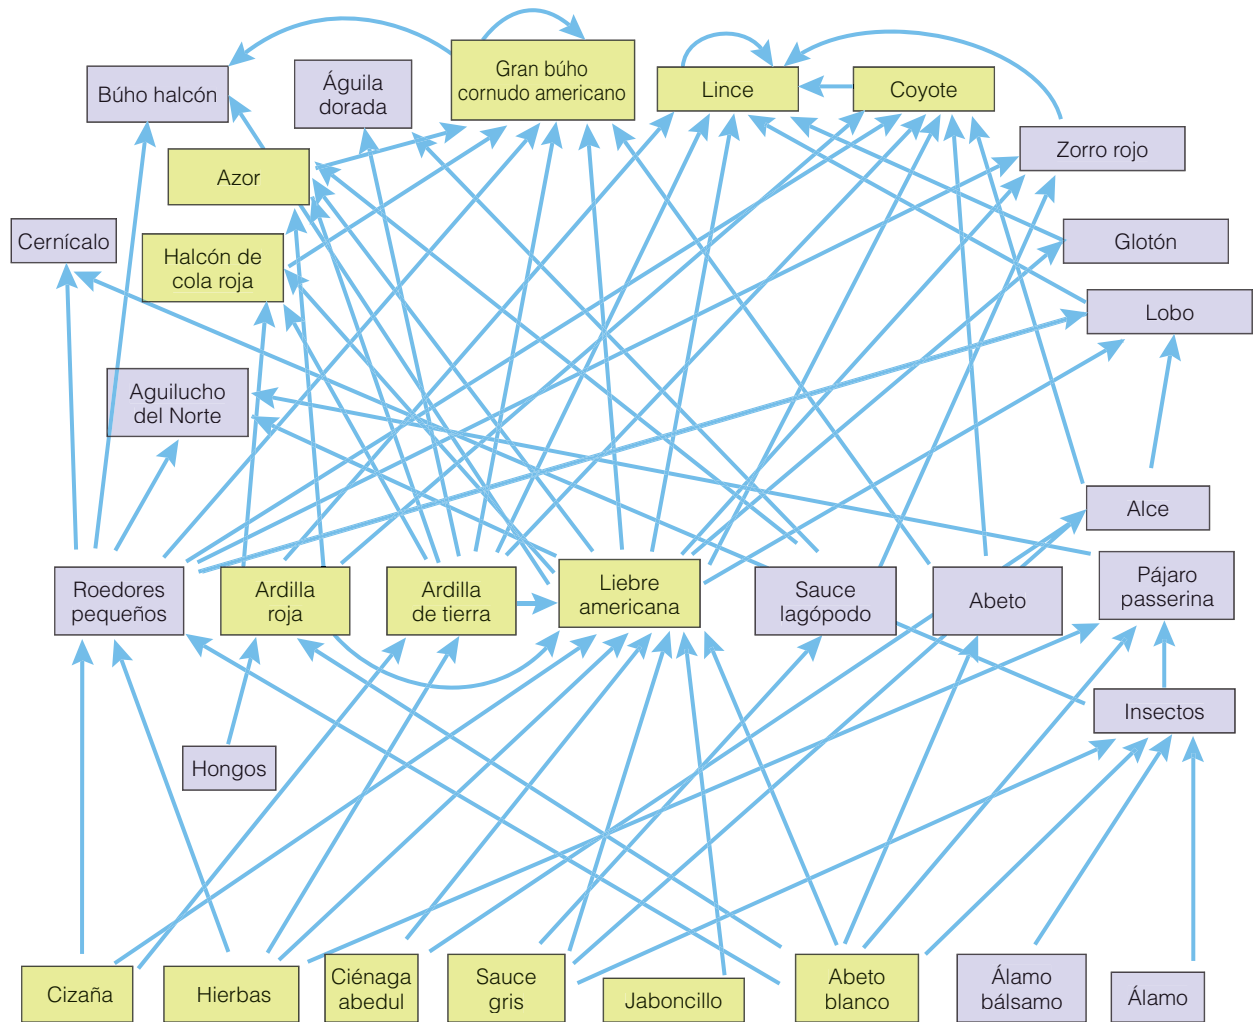 Gran búho
cornudo americano
Búho halcón
Águila
dorada
Lince
Coyote
Zorro rojo
Azor
Cernícalo
Halcón de
cola roja
Glotón
Lobo
Aguilucho
del Norte
Alce
Roedores
pequeños
Ardilla
roja
Ardilla
de tierra
Liebre
americana
Sauce
lagópodo
Abeto
Pájaro
passerina
Insectos
Hongos
Cizaña
Hierbas
Ciénaga
abedul
Sauce
gris
Jaboncillo
Abeto
blanco
Álamo
bálsamo
Álamo